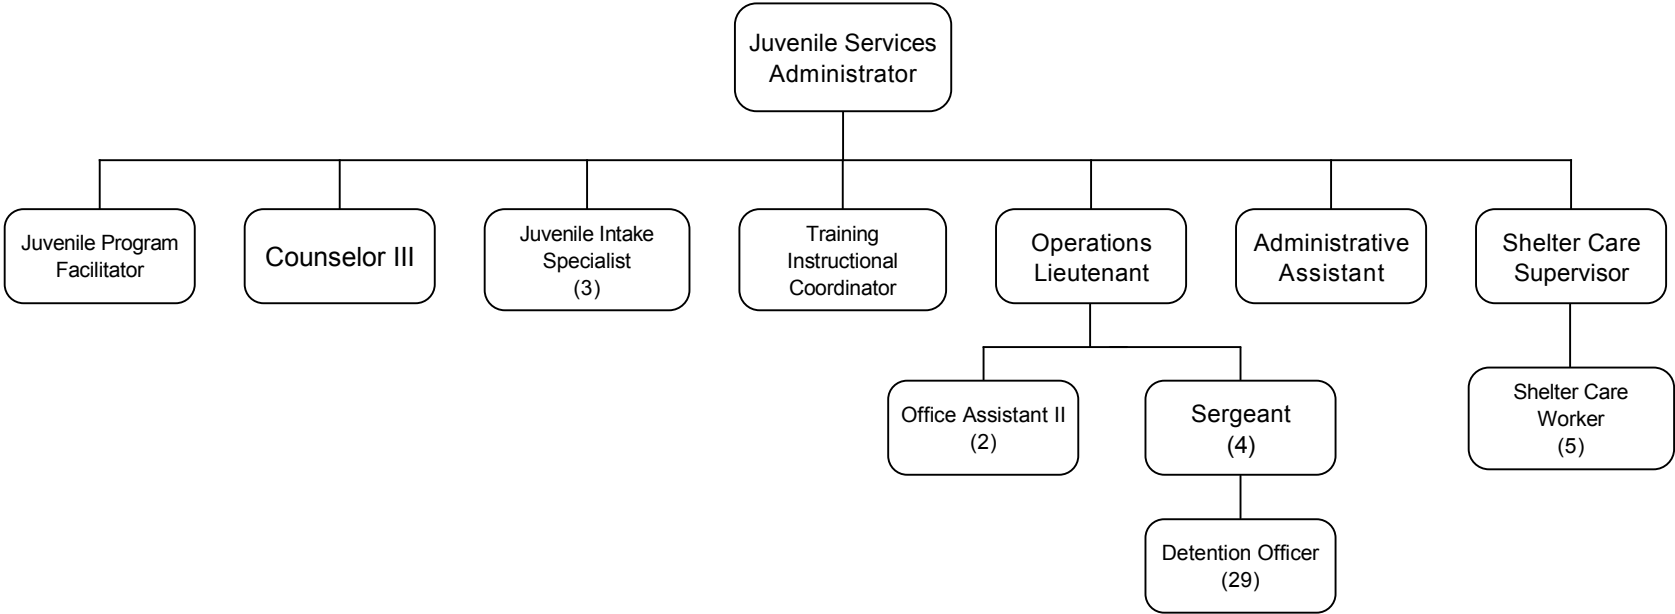 Juvenile Services
Administrator
Juvenile Program
Facilitator
Counselor III
Juvenile Intake
Specialist
(3)
Training
Instructional
Coordinator
Operations
Lieutenant
Administrative
Assistant
Shelter Care
Supervisor
Office Assistant II
(2)
Sergeant
(4)
Shelter Care
Worker
(5)
Detention Officer
(29)